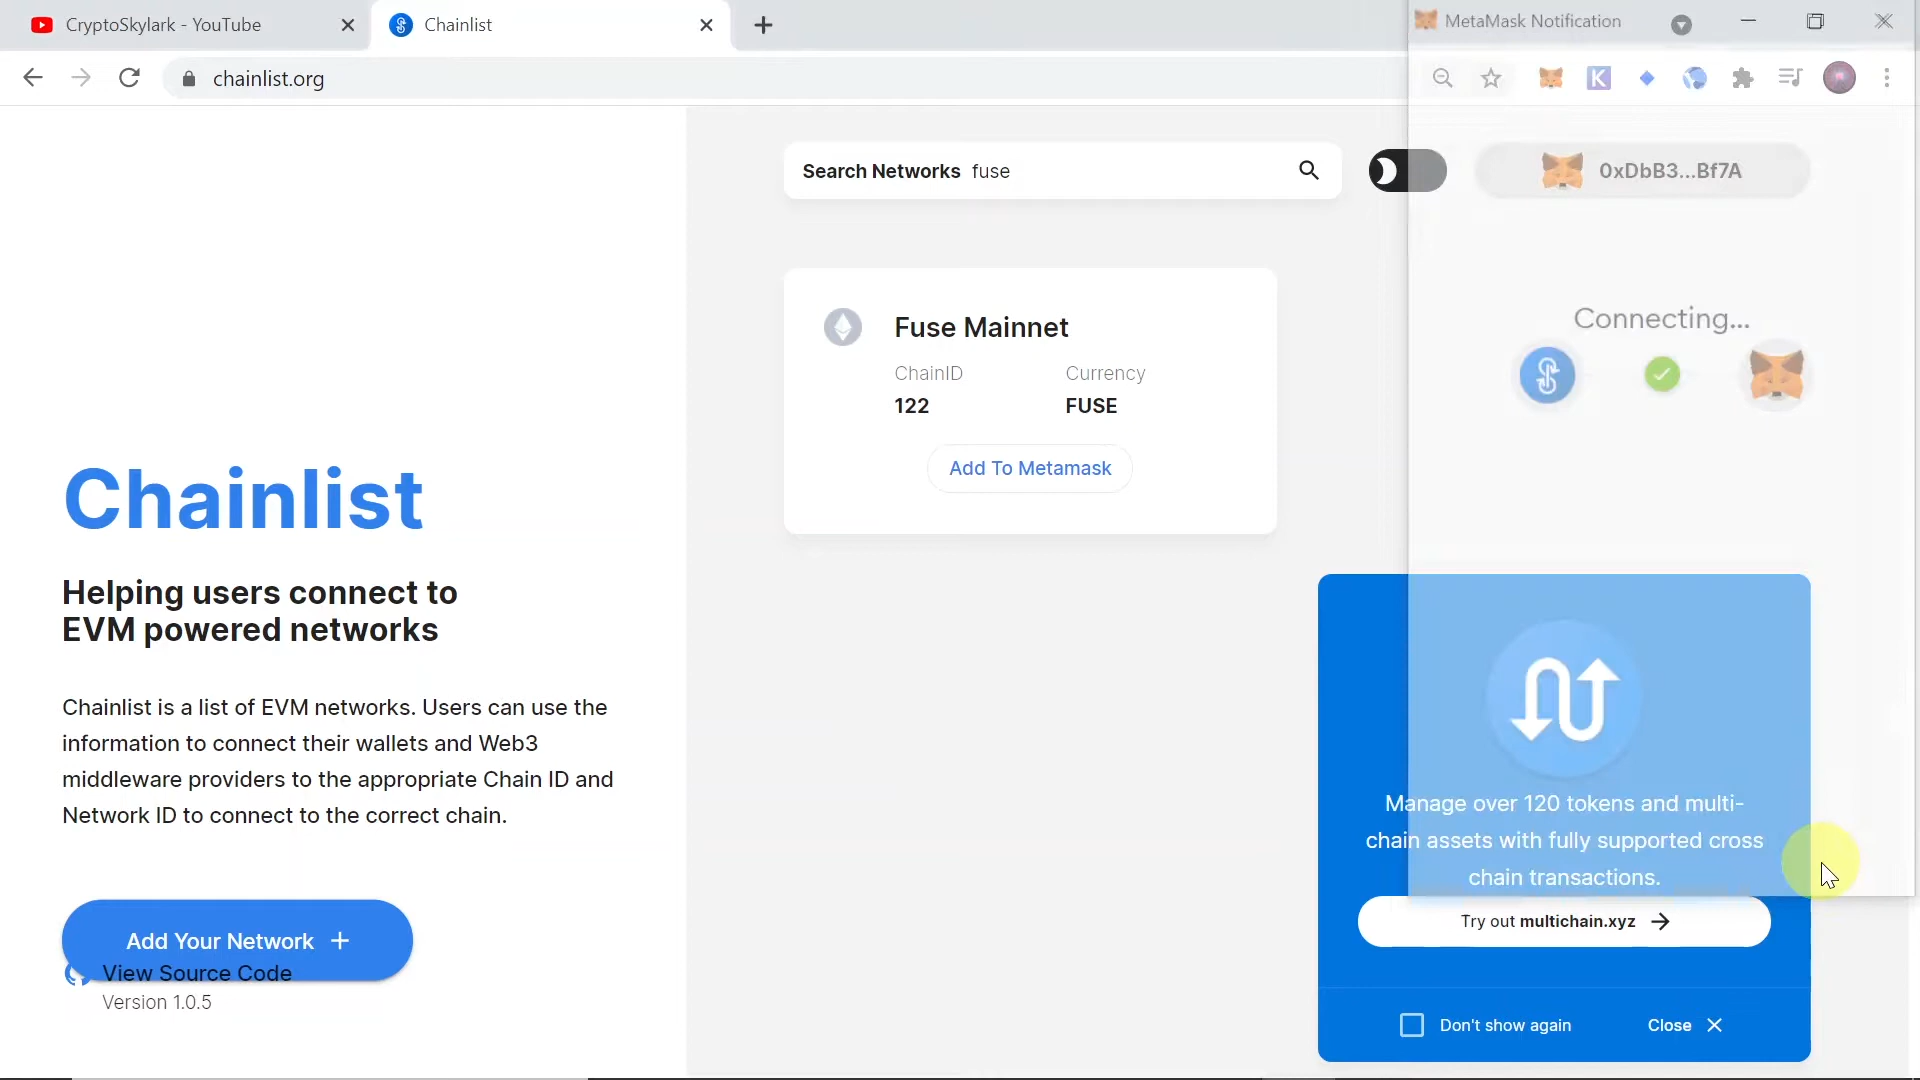 CryptoSkylark - YouTube
Chainlist
MetaMask Notification
chainlist.org
K
Search Networks fuse
0xDbB3...Bf7A
Connecting...
Fuse Mainnet
ChainID
Currency
122
FUSE
Add To Metamask
Chainlist
Helping users connect to
EVM powered networks
Chainlist is a list of EVM networks. Users can use the
information to connect their wallets and Web3
middleware providers to the appropriate Chain ID and
Network ID to connect to the correct chain.
Add Your Network +
View Source Code
Version 1.0.5
Manage over 120 tokens and multi-
chain assets with fully supported cross
chain transactions.
Try out multichain.xyz
Don't show again
Close